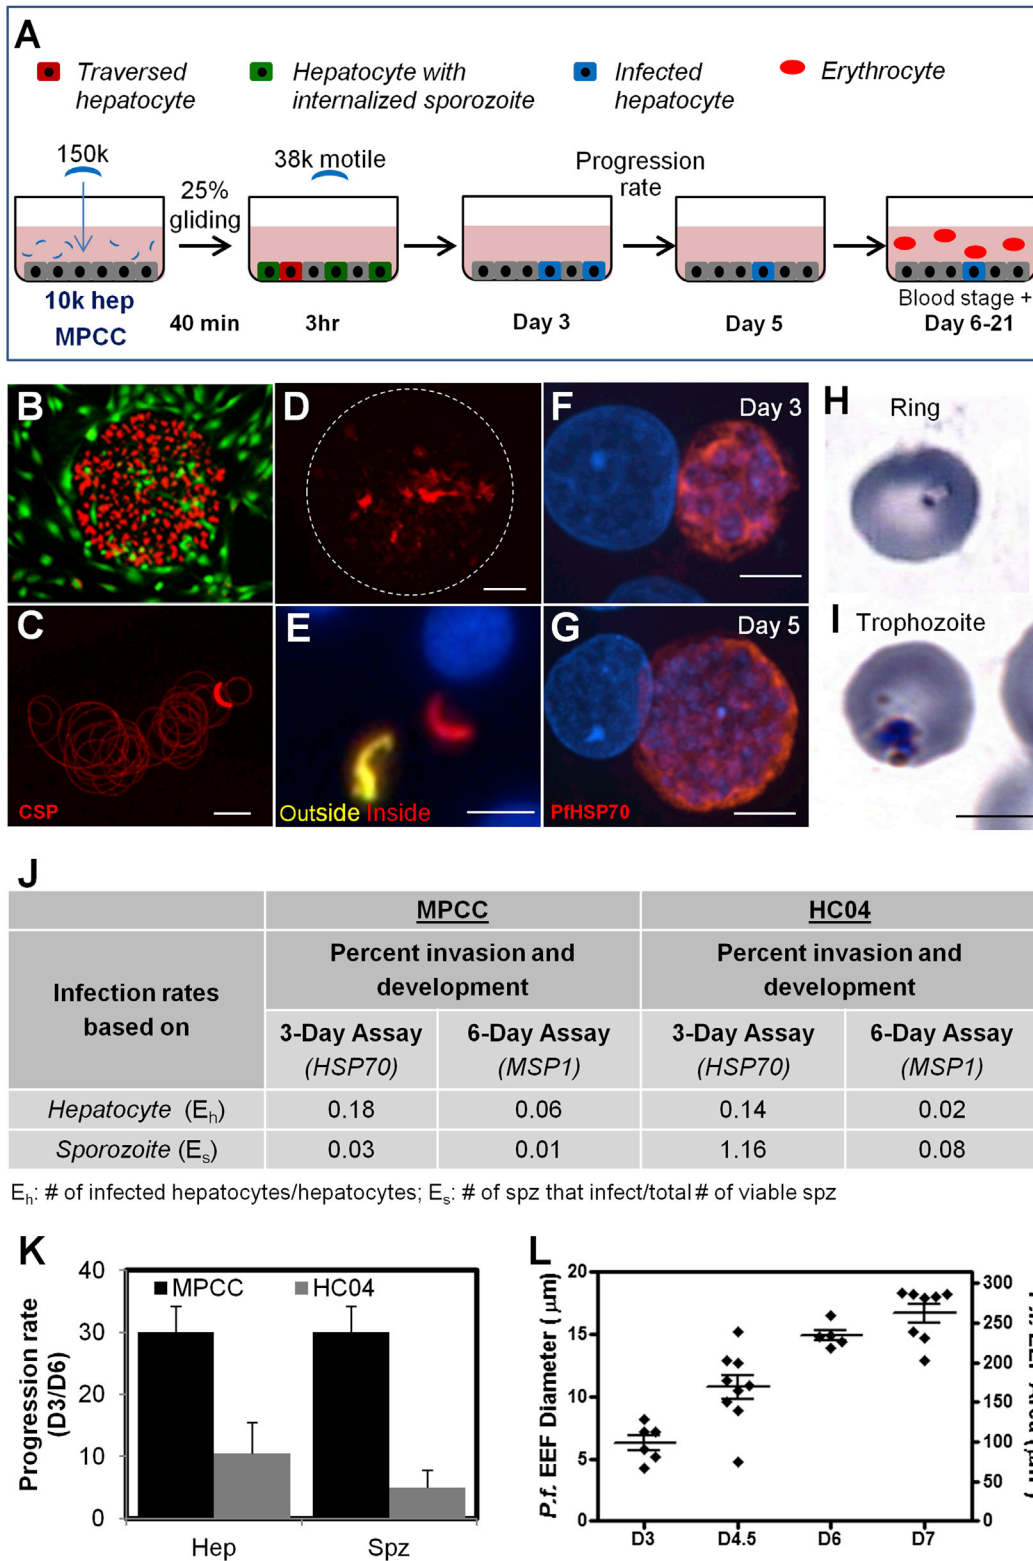 A
Traversed hepatocyte
Hepatocyte with internalized sporozoite
Infected hepatocyte
Erythrocyte
150k
25% gliding
38k motile
Progression rate
10k hep
MPCC
40 min
3hr
Day 3
Day 5
Blood stage +
Day 6-21
B
C
CSP
D
E
Outside Inside
F
Day 3
G
Day 5
PfHSP70
H
Ring
I
Trophozoite
J
MPCC
HC04
Infection rates based on
Percent invasion and development
Percent invasion and development
3-Day Assay (HSP70)
6-Day Assay (MSP1)
3-Day Assay (HSP70)
6-Day Assay (MSP1)
Hepatocyte (Eh) 0.18 0.06 0.14 0.02
Sporozoite (Es) 0.03 0.01 1.16 0.08
Eh: # of infected hepatocytes/hepatocytes; Es: # of spz that infect/total # of viable spz
K
Progression rate (D3/D6)
40
30
20
10
0
MPCC
HC04
Hep
Spz
L
P.f. EEF Diameter (μm)
20
15
10
5
0
300
250
200
150
100
50
0
D3
D4.5
D6
D7